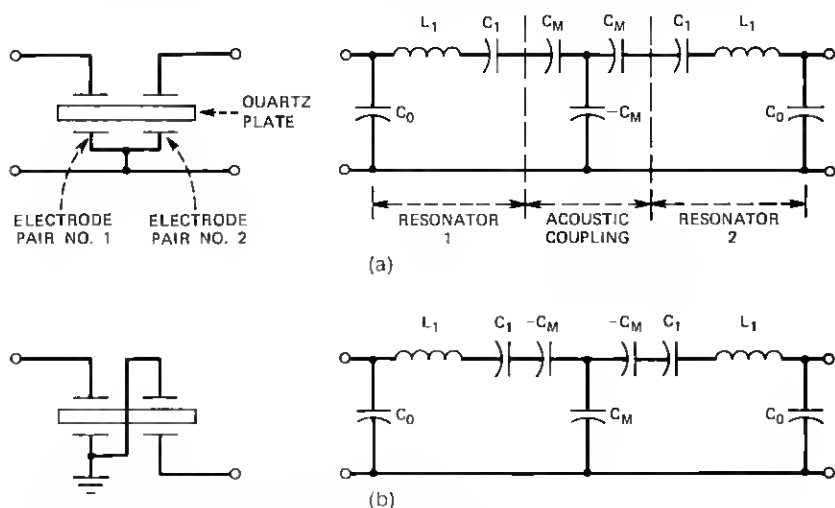 L1 C1 CM CM C1 L1
QUARTZ
PLATE
C0 -CM C0
ELECTRODE
PAIR NO. 1
ELECTRODE
PAIR NO. 2
RESONATOR
1
ACOUSTIC
COUPLING
RESONATOR
2
(a)
L1 C1 -CM -CM C1 L1
C0 CM C0
(b)